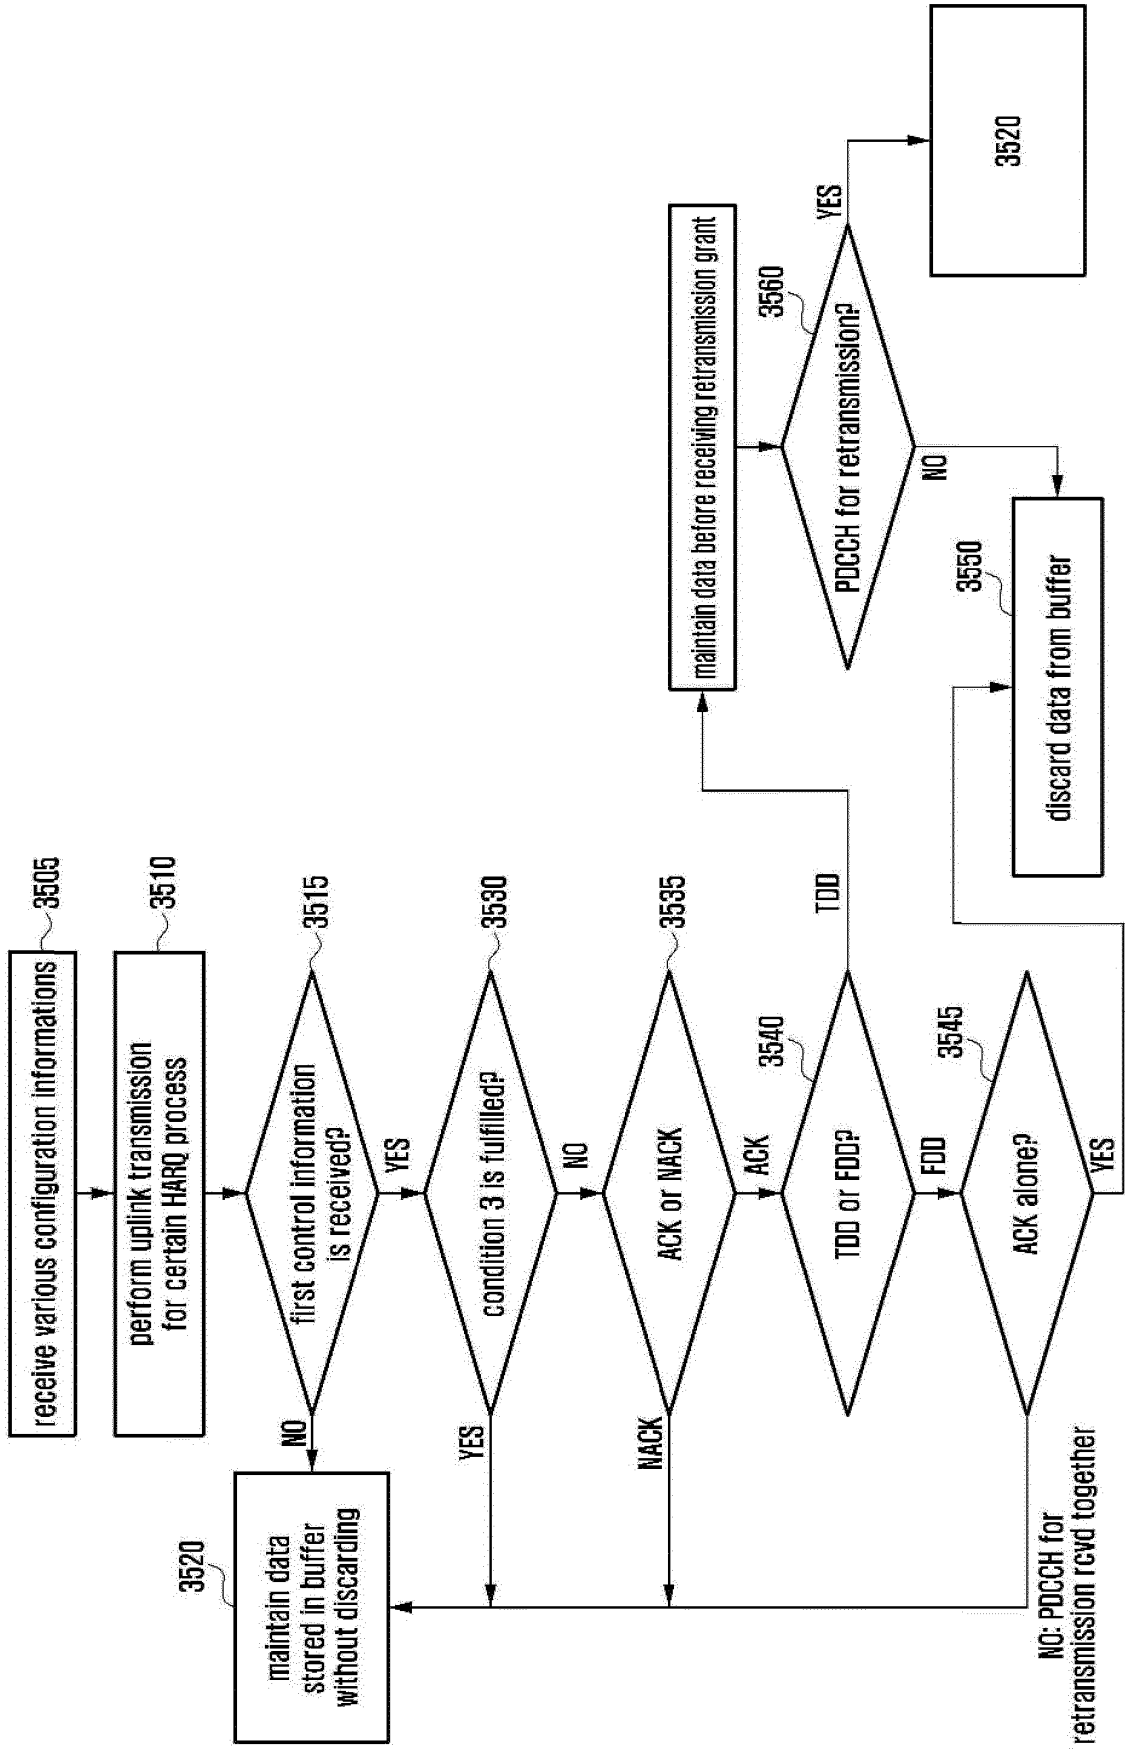 receive various configuration informations
3505
perform uplink transmission
for certain HARQ process
3510
first control information
is received?
3515
NO
YES
3520
maintain data
stored in buffer
without discarding
condition 3 is fulfilled?
3530
YES
NO
ACK or NACK
3535
NACK
ACK
TDD or FDD?
3540
TDD
FDD
ACK alone?
3545
YES
NO: PDCCH for
retransmission rcvd together
maintain data before receiving retransmission grant
PDCCH for retransmission?
3560
YES
NO
3520
discard data from buffer
3550